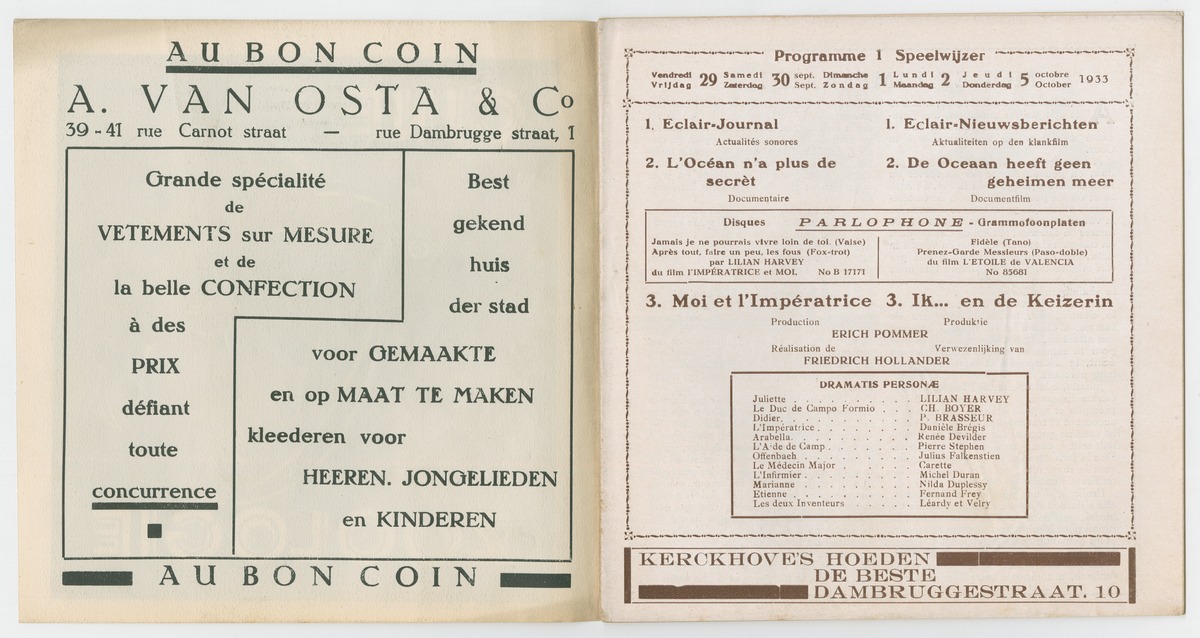 AU BON COIN
A. VAN OSTA & Co
39-41 rue Carnot straat — rue Dambrugge straat, 1
Grande spécialité
de
VETEMENTS sur MESURE
et de
la belle CONFECTION
à des
PRIX
défiant
toute
concurrence
Best
gekend
huis
der stad
voor GEMAAKTE
en op MAAT TE MAKEN
kleederen voor
HEEREN. JONGELIEDEN
en KINDEREN
AU BON COIN
Programme 1 Speelwijzer
Vendredi 29 Samedi 30 sept. Dimanche 1 Lundi 2 Jeudi 5 octobre 1933
Vrijdag Zaterdag Sept. Zondag Maandag Donderdag October
1. Eclair-Journal
Actualités sonores
2. L'Océan n'a plus de
secrèt
Documentaire
1. Eclair-Nieuwsberichten
Aktualiteiten op den klankfilm
2. De Oceaan heeft geen
geheimen meer
Documentfilm
Disques PARLOPHONE - Grammofoonplaten
Jamais je ne pourrais vivre loin de toi. (Valse)
Après tout, faire un peu, les fous (Fox-trot)
par LILIAN HARVEY
du film l'IMPÉRATRICE et MOI. No B 17171
Fidèle (Tano)
Prenez-Garde Messieurs (Paso-doble)
du film L'ETOILE de VALENCIA
No 85681
3. Moi et l'Impératrice 3. Ik... en de Keizerin
Production Produktie
ERICH POMMER
Réalisation de Verwezenlijking van
FRIEDRICH HOLLANDER
DRAMATIS PERSONÆ
Juliette . . . . . . . . . . LILIAN HARVEY
Le Duc de Campo Formio . . . CH. BOYER
Didier. . . . . . . . . . . P. BRASSEUR
L'Impératrice . . . . . . . . Danièle Brégis
Arabella. . . . . . . . . . Renée Devilder
L'Aide de Camp . . . . . . . Pierre Stephen
Offenbach . . . . . . . . . Julius Falkenstien
Le Médecin Major . . . . . . Carette
L'Infirmier . . . . . . . . . Michel Duran
Marianne . . . . . . . . . Nilda Duplessy
Etienne . . . . . . . . . . Fernand Frey
Les deux Inventeurs . . . . . Léardy et Velry
KERCKHOVE'S HOEDEN
DE BESTE
DAMBRUGGESTRAAT. 10